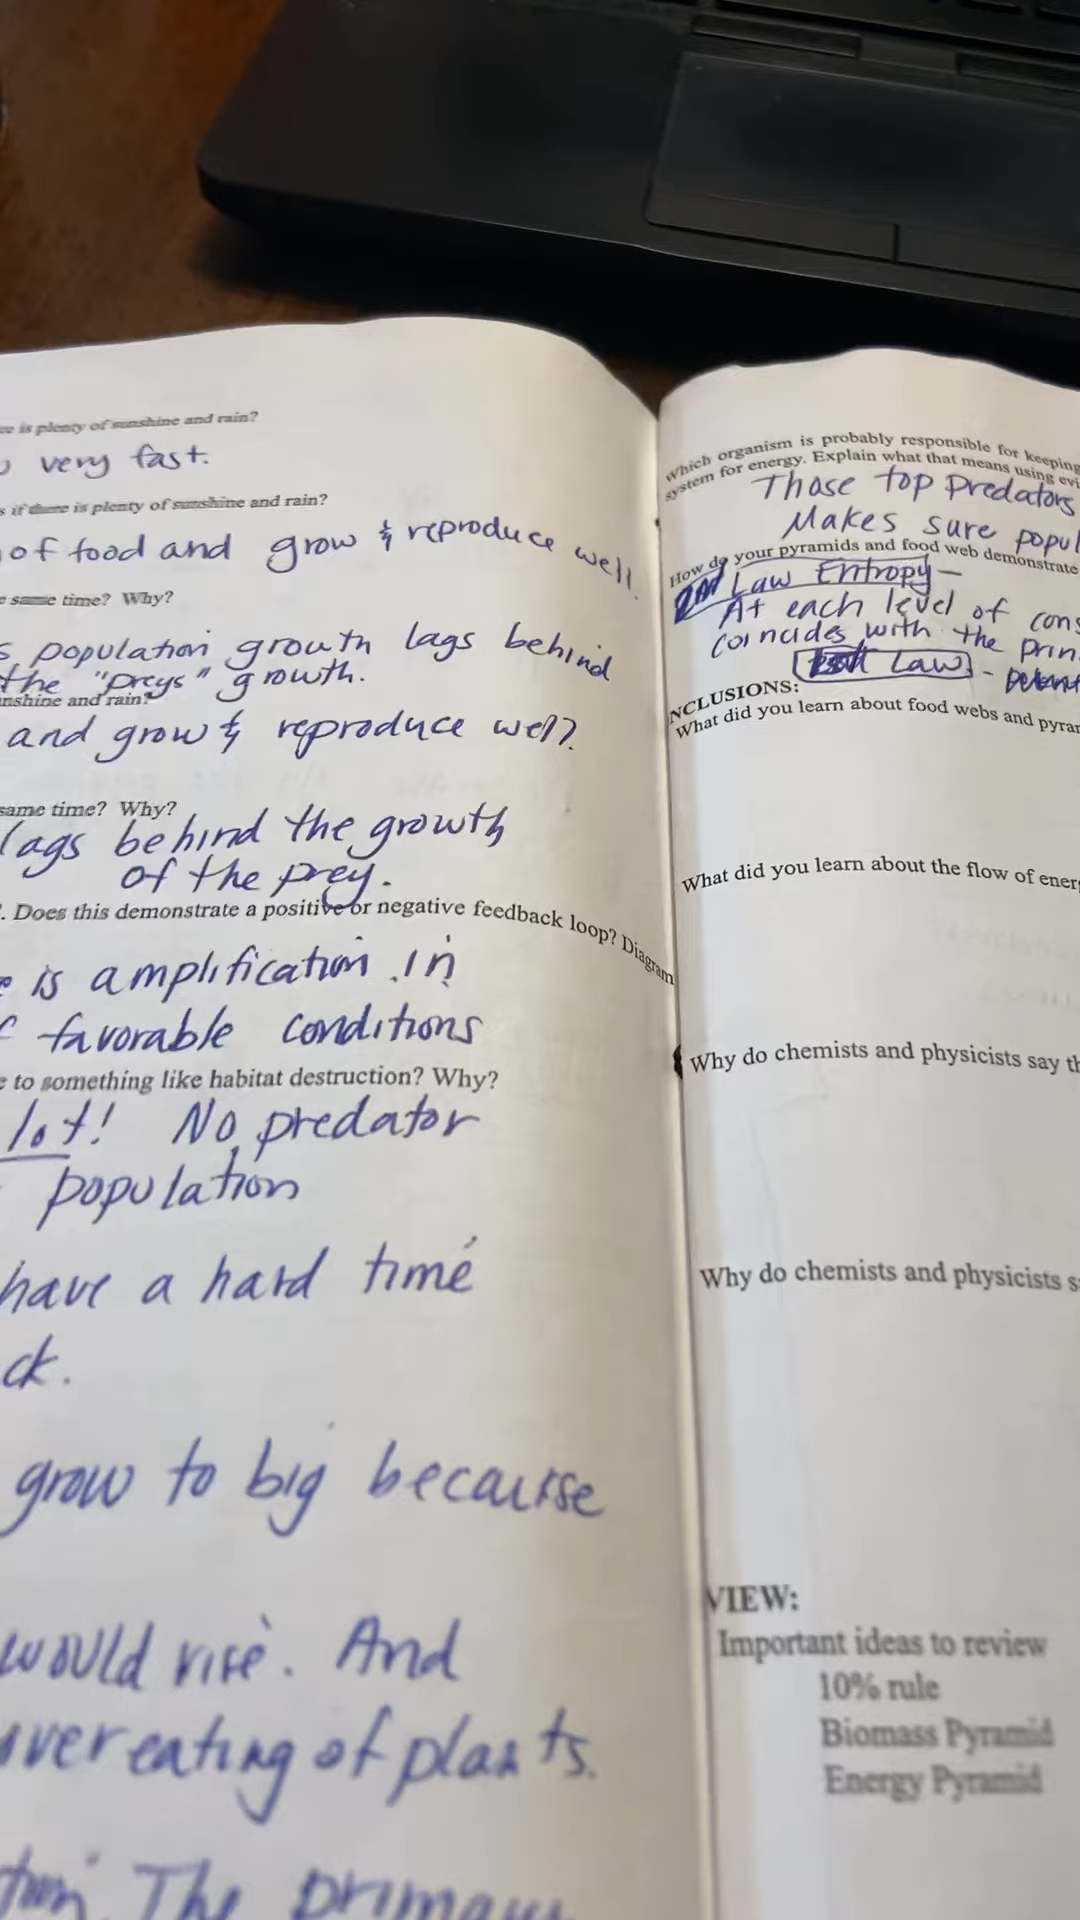 is plenty of sunshine and rain?
very fast.
if there is plenty of sunshine and rain?
of food and grow & reproduce well.
same time? Why?
population growth lags behind
the "preys" growth.
nshine and rain?
and grow & reproduce well.
same time? Why?
lags behind the growth
of the prey.
. Does this demonstrate a positive or negative feedback loop? Diagram
is amplification in
favorable conditions
to something like habitat destruction? Why?
lot! No predator
population
have a hard time
ck.
grow to big because
would rise. And
over eating of plants.
The primary
Which organism is probably responsible for keeping
system for energy. Explain what that means using evi
Those top predators
Makes sure popul
How do your pyramids and food web demonstrate
2nd Law Entropy -
At each level of cons
coincides with the prin
Law -
NCLUSIONS:
What did you learn about food webs and pyra
What did you learn about the flow of ener
Why do chemists and physicists say th
Why do chemists and physicists s
VIEW:
Important ideas to review
10% rule
Biomass Pyramid
Energy Pyramid